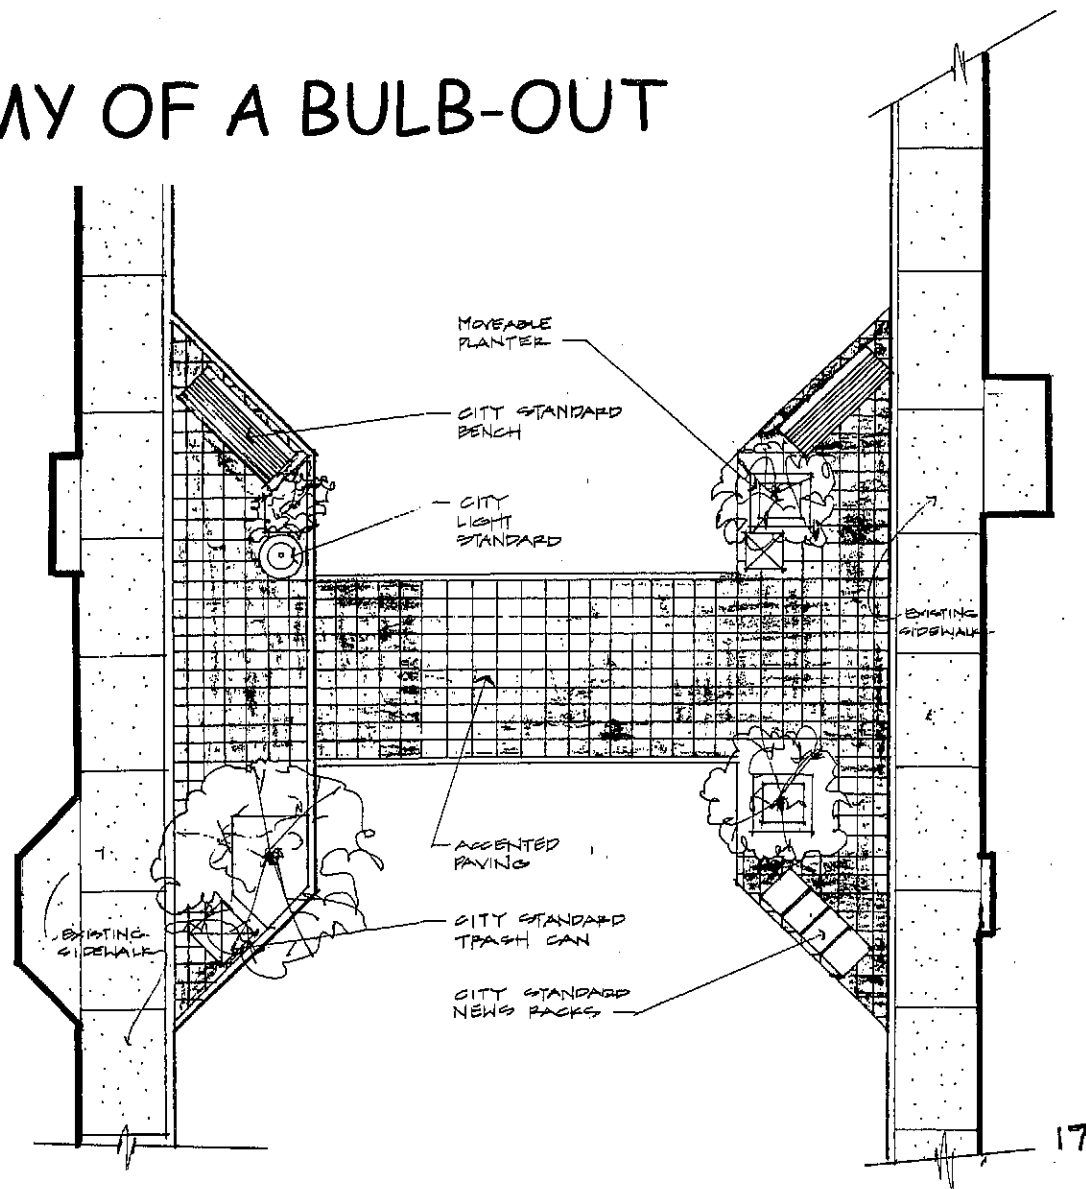 MY OF A BULB-OUT
MOVEABLE
PLANTER
CITY STANDARD
BENCH
CITY
LIGHT
STANDARD
EXISTING
SIDEWALK
ACCENTED
PAVING
EXISTING
SIDEWALK
CITY STANDARD
TRASH CAN
CITY STANDARD
NEWS RACKS
17